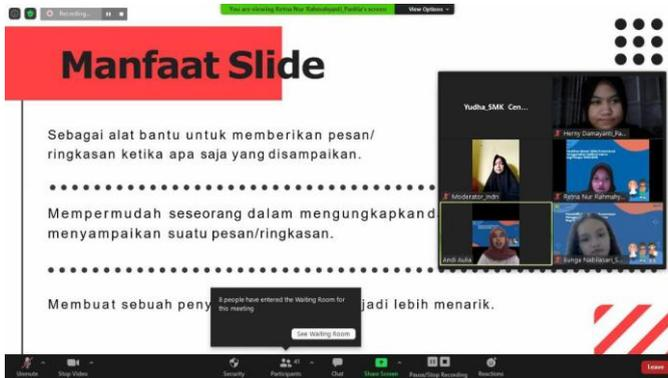 Recording...
You are viewing Retna Nur Rahmahyanti_Panitia's screen
View Options
Manfaat Slide
Sebagai alat bantu untuk memberikan pesan/
ringkasan ketika apa saja yang disampaikan.
Mempermudah seseorang dalam mengungkapkand
menyampaikan suatu pesan/ringkasan.
Membuat sebuah peny
jadi lebih menarik.
Yudha_SMK Cen...
Herny Damayanti_Pa...
Moderator_Indri
Retna Nur Rahmahy...
Andi Aulia
Bunga Nabilasari_S...
8 people have entered the Waiting Room for
this meeting
See Waiting Room
Unmute
Stop Video
Security
Participants
41
Chat
Share Screen
Pause/Stop Recording
Reactions
Leave